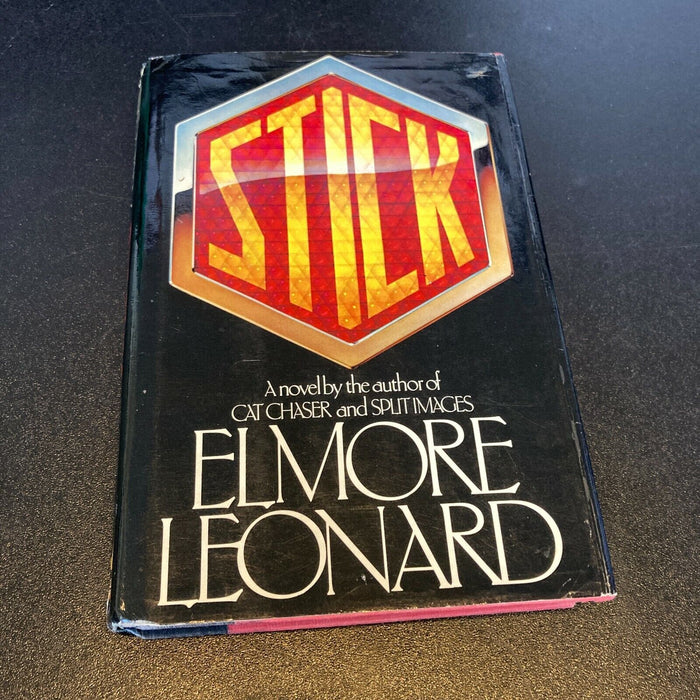 STICK
A novel by the author of
CAT CHASER and SPLIT IMAGES
ELMORE
LEONARD